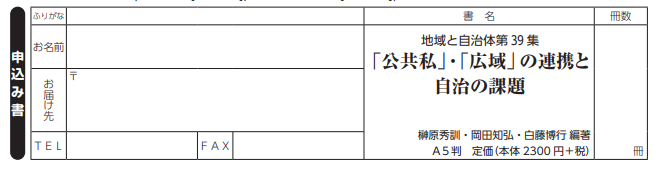 申込み書
ふりがな
お名前
お届け先
〒
TEL
FAX
書名
冊数
地域と自治体第39集
「公共私」・「広域」の連携と
自治の課題
榊原秀訓・岡田知弘・白藤博行 編著
A5判 定価(本体2300円+税)
冊